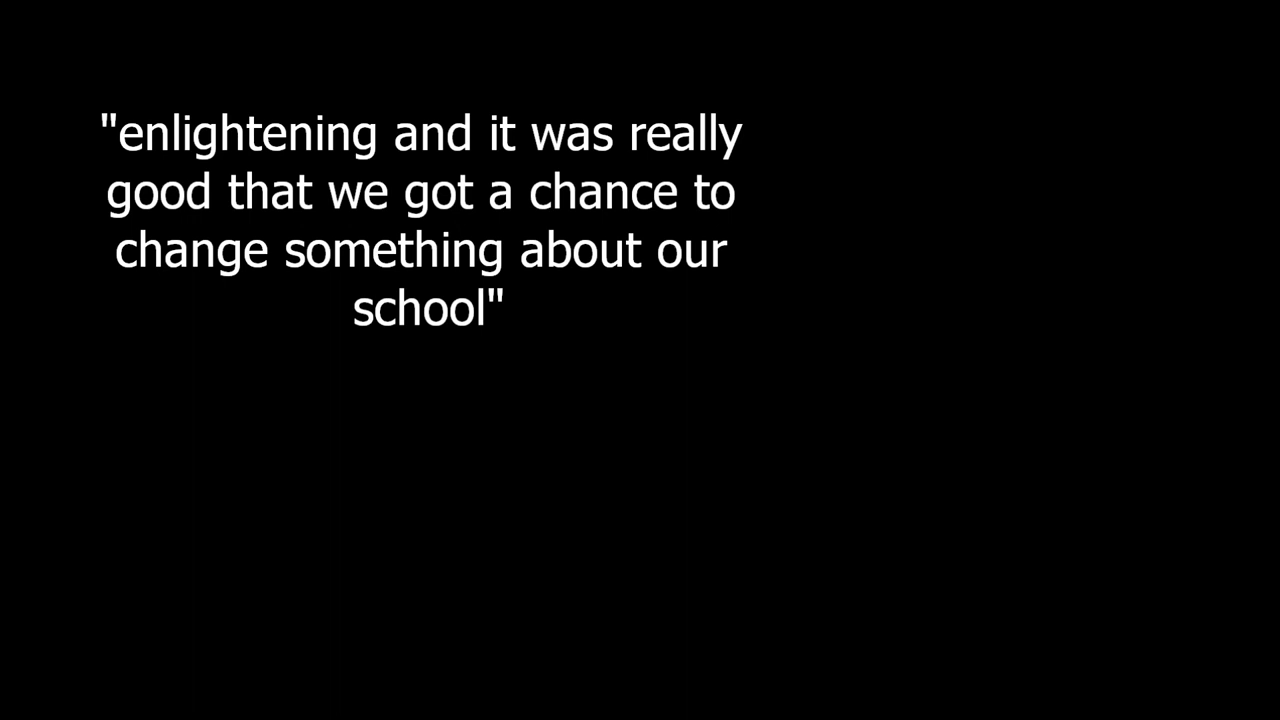 "enlightening and it was really
good that we got a chance to
change something about our
school"